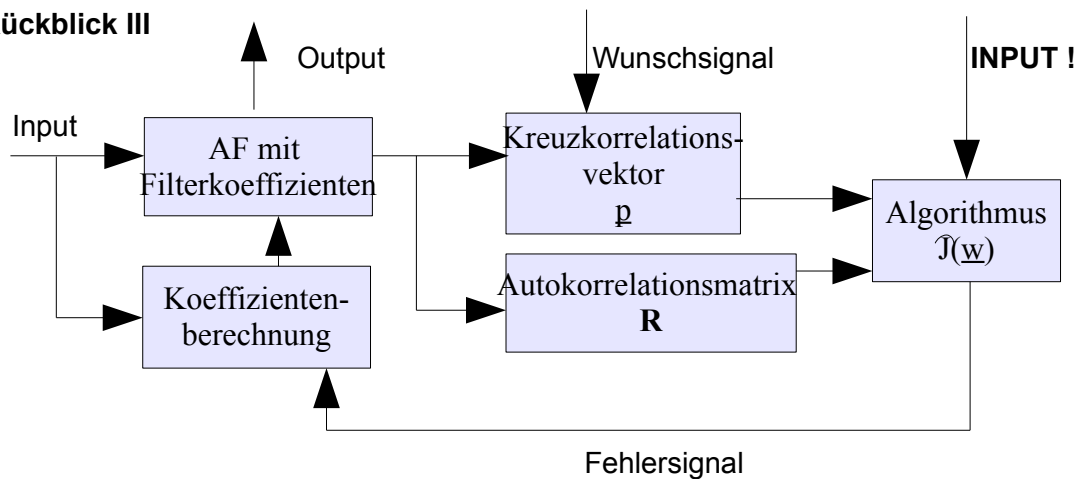 ückblick III
Output
Wunschsignal
INPUT !
Input
AF mit
Filterkoeffizienten
Kreuzkorrelations-
vektor
p
Algorithmus
J(w)
Koeffizienten-
berechnung
Autokorrelationsmatrix
R
Fehlersignal